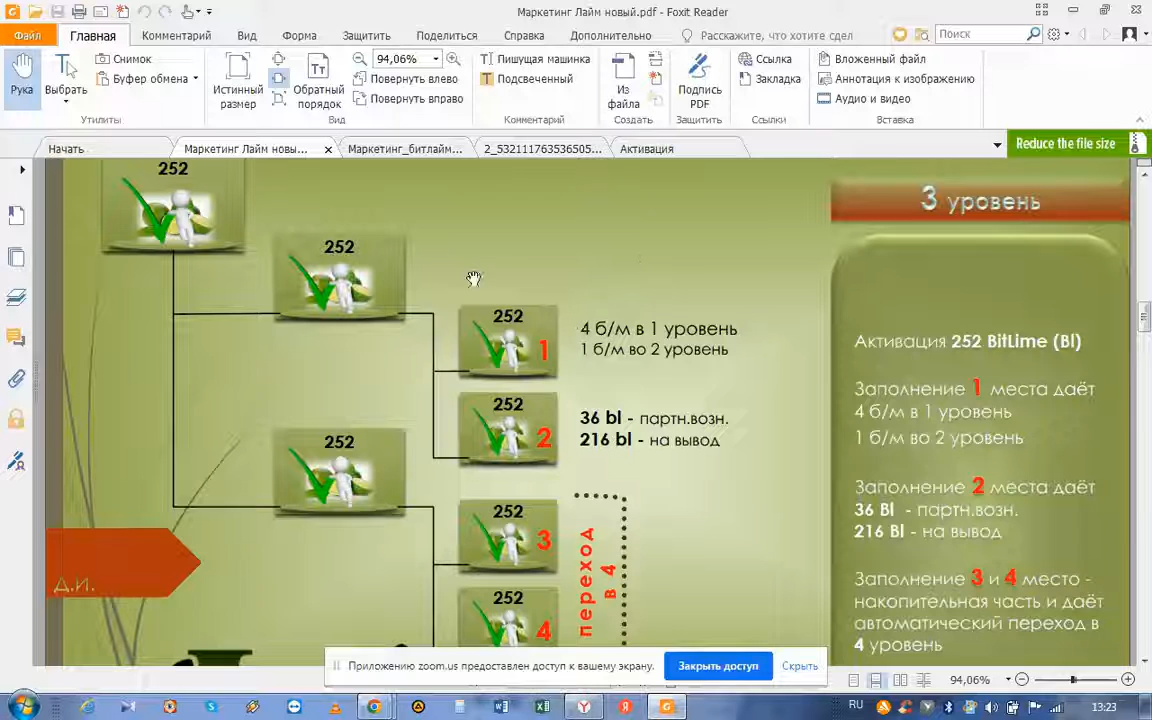 Маркетинг Лайм новый.pdf - Foxit Reader
Файл Главная Комментарий Вид Форма Защитить Поделиться Справка Дополнительно Расскажите, что хотите сдел Поиск
Рука
Выбрать
Снимок
Буфер обмена
Утилиты
Истинный размер
94,06%
Обратный порядок
Повернуть влево
Повернуть вправо
Вид
Пишущая машинка
Подсвеченный
Комментарий
Из файла
Создать
Подпись PDF
Защитить
Ссылка
Закладка
Ссылки
Вложенный файл
Аннотация к изображению
Аудио и видео
Вставка
Начать Маркетинг Лайм новы... × Маркетинг_битлайм... 2_532111763536505... Активация Reduce the file size
252
252
252
1
4 б/м в 1 уровень
1 б/м во 2 уровень
252
2
36 bl - партн.возн.
216 bl - на вывод
252
252
3
252
4
переход
в 4
Д.И.
3 уровень
Активация 252 BitLime (Bl)
Заполнение 1 места даёт
4 б/м в 1 уровень
1 б/м во 2 уровень
Заполнение 2 места даёт
36 Bl - партн.возн.
216 Bl - на вывод
Заполнение 3 и 4 место -
накопительная часть и даёт
автоматический переход в
4 уровень
Приложению zoom.us предоставлен доступ к вашему экрану. Закрыть доступ Скрыть
94,06%
RU 13:23